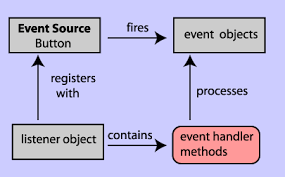 Event Source
Button
fires
event objects
registers
with
processes
listener object
contains
event handler
methods